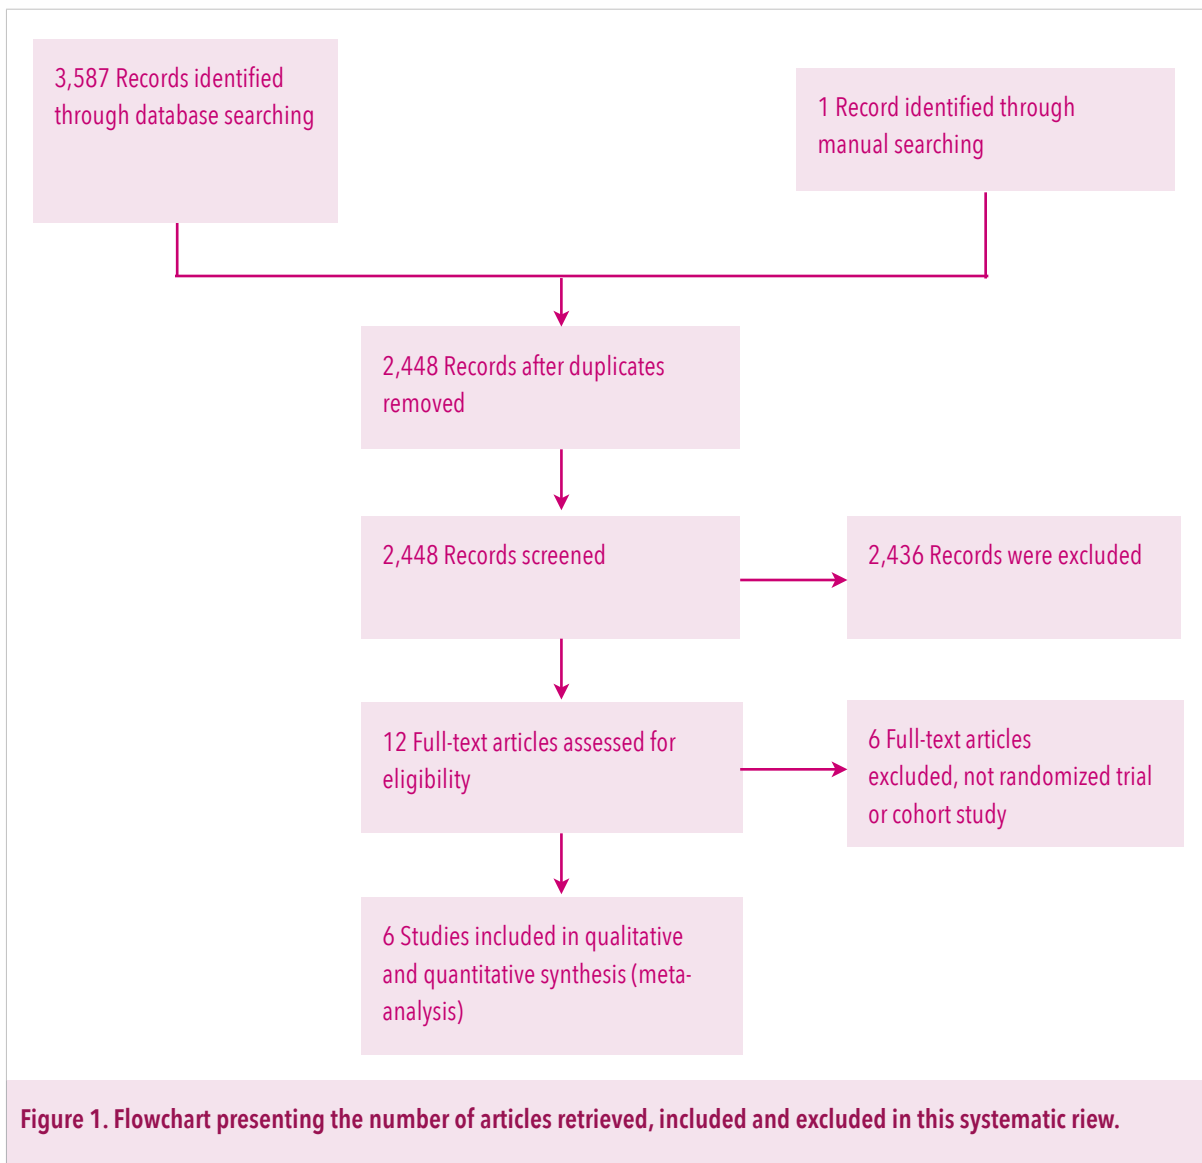 3,587 Records identified
through database searching
1 Record identified through
manual searching
2,448 Records after duplicates
removed
2,448 Records screened
2,436 Records were excluded
12 Full-text articles assessed for
eligibility
6 Full-text articles
excluded, not randomized trial
or cohort study
6 Studies included in qualitative
and quantitative synthesis (meta-
analysis)
Figure 1. Flowchart presenting the number of articles retrieved, included and excluded in this systematic riew.